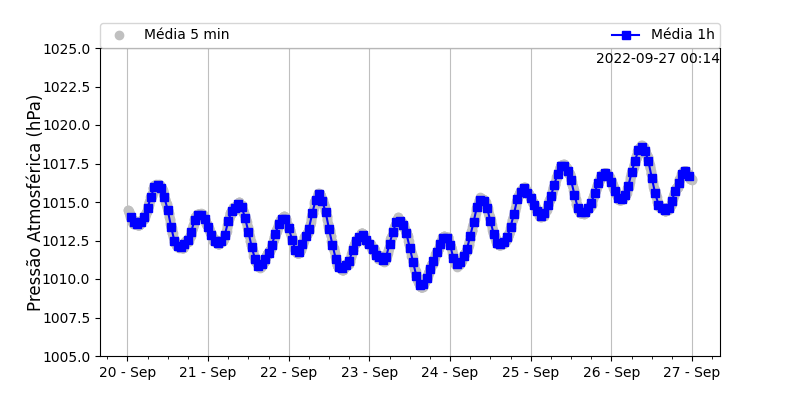 Média 5 min
Média 1h
2022-09-27 00:14
Pressão Atmosférica (hPa)
1025.0
1022.5
1020.0
1017.5
1015.0
1012.5
1010.0
1007.5
1005.0
20 - Sep
21 - Sep
22 - Sep
23 - Sep
24 - Sep
25 - Sep
26 - Sep
27 - Sep